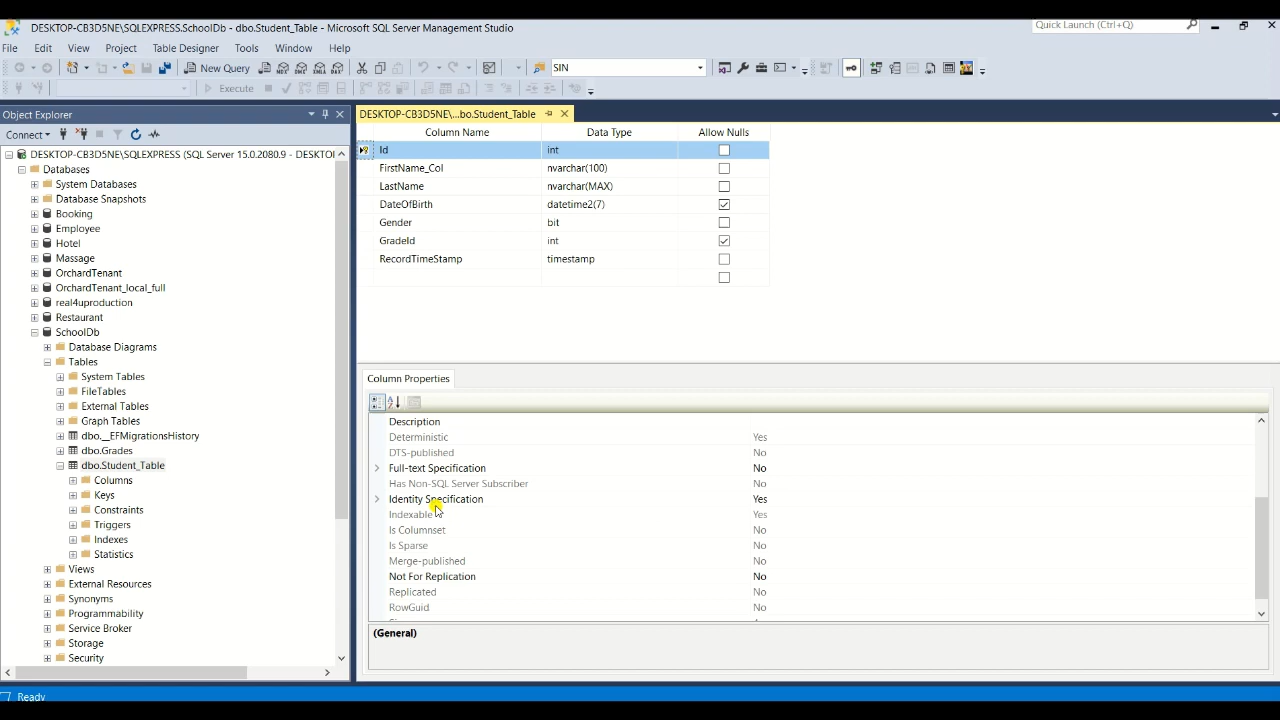 DESKTOP-CB3D5NE\SQLEXPRESS.SchoolDb - dbo.Student_Table - Microsoft SQL Server Management Studio
Quick Launch (Ctrl+Q)
File Edit View Project Table Designer Tools Window Help
New Query SIN
Execute
Object Explorer
DESKTOP-CB3D5NE\...bo.Student_Table
Connect
DESKTOP-CB3D5NE\SQLEXPRESS (SQL Server 15.0.2080.9 - DESKTOI
Databases
System Databases
Database Snapshots
Booking
Employee
Hotel
Massage
OrchardTenant
OrchardTenant_local_full
real4uproduction
Restaurant
SchoolDb
Database Diagrams
Tables
System Tables
FileTables
External Tables
Graph Tables
dbo.__EFMigrationsHistory
dbo.Grades
dbo.Student_Table
Columns
Keys
Constraints
Triggers
Indexes
Statistics
Views
External Resources
Synonyms
Programmability
Service Broker
Storage
Security
Column Name Data Type Allow Nulls
Id int
FirstName_Col nvarchar(100)
LastName nvarchar(MAX)
DateOfBirth datetime2(7)
Gender bit
GradeId int
RecordTimeStamp timestamp
Column Properties
Description
Deterministic Yes
DTS-published No
Full-text Specification No
Has Non-SQL Server Subscriber No
Identity Specification Yes
Indexable Yes
Is Columnset No
Is Sparse No
Merge-published No
Not For Replication No
Replicated No
RowGuid No
(General)
Ready